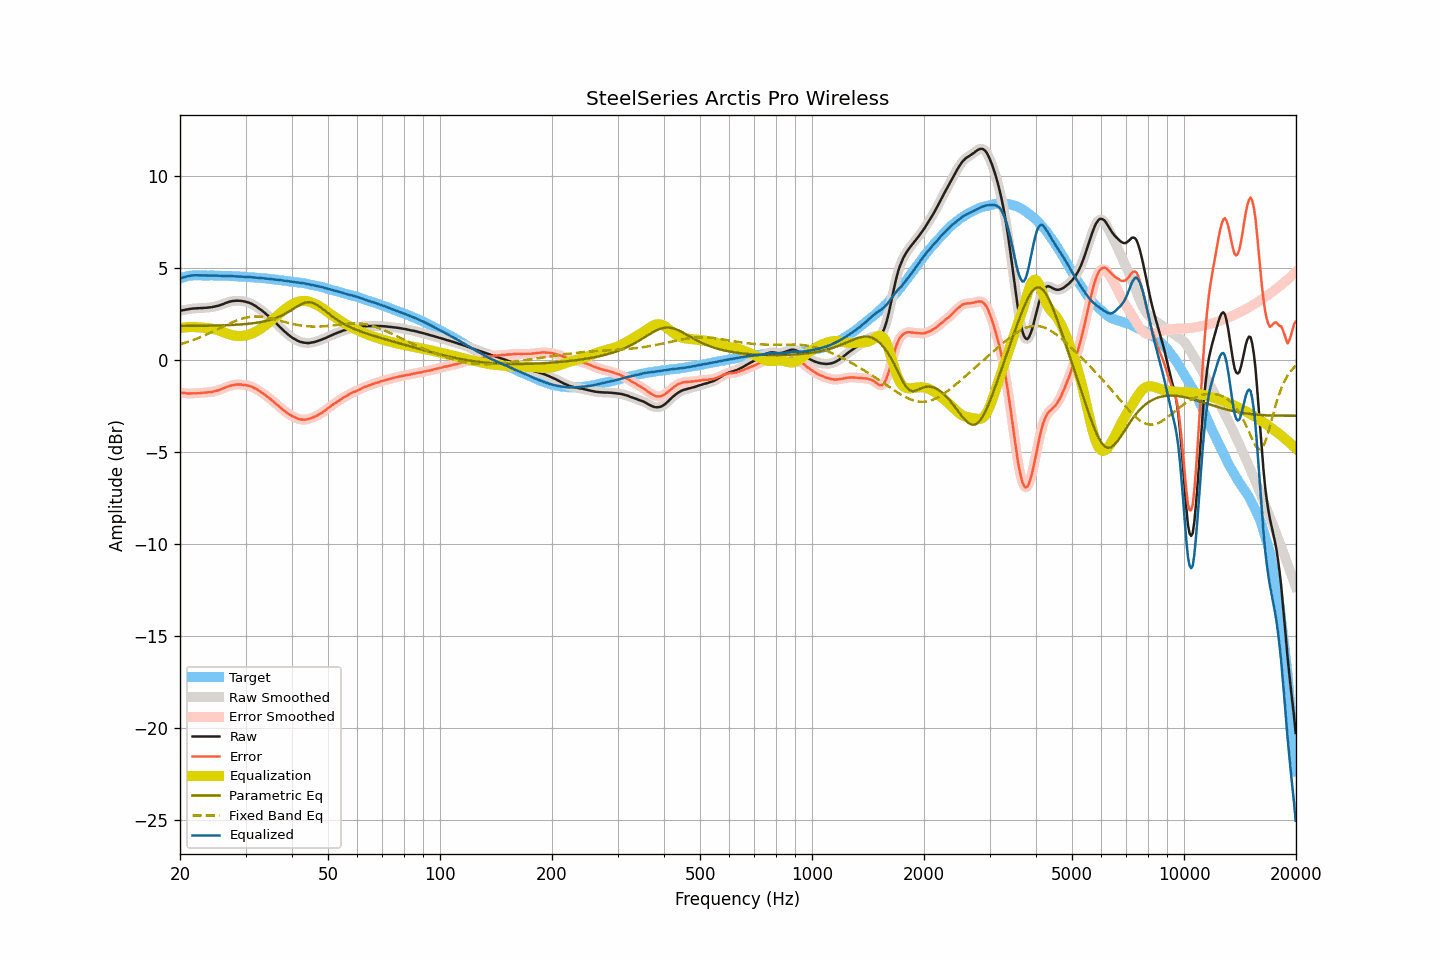 SteelSeries Arctis Pro Wireless
10
5
0
−5
−10
−15
−20
−25
Amplitude (dBr)
Target
Raw Smoothed
Error Smoothed
Raw
Error
Equalization
Parametric Eq
Fixed Band Eq
Equalized
20 50 100 200 500 1000 2000 5000 10000 20000
Frequency (Hz)